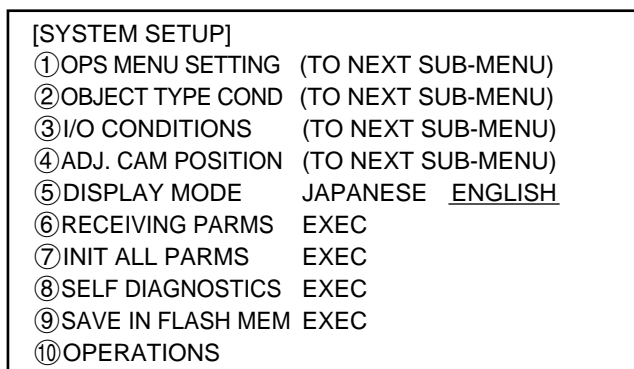 [SYSTEM SETUP]
①OPS MENU SETTING (TO NEXT SUB-MENU)
②OBJECT TYPE COND (TO NEXT SUB-MENU)
③I/O CONDITIONS (TO NEXT SUB-MENU)
④ADJ. CAM POSITION (TO NEXT SUB-MENU)
⑤DISPLAY MODE JAPANESE ENGLISH
⑥RECEIVING PARMS EXEC
⑦INIT ALL PARMS EXEC
⑧SELF DIAGNOSTICS EXEC
⑨SAVE IN FLASH MEM EXEC
⑩OPERATIONS